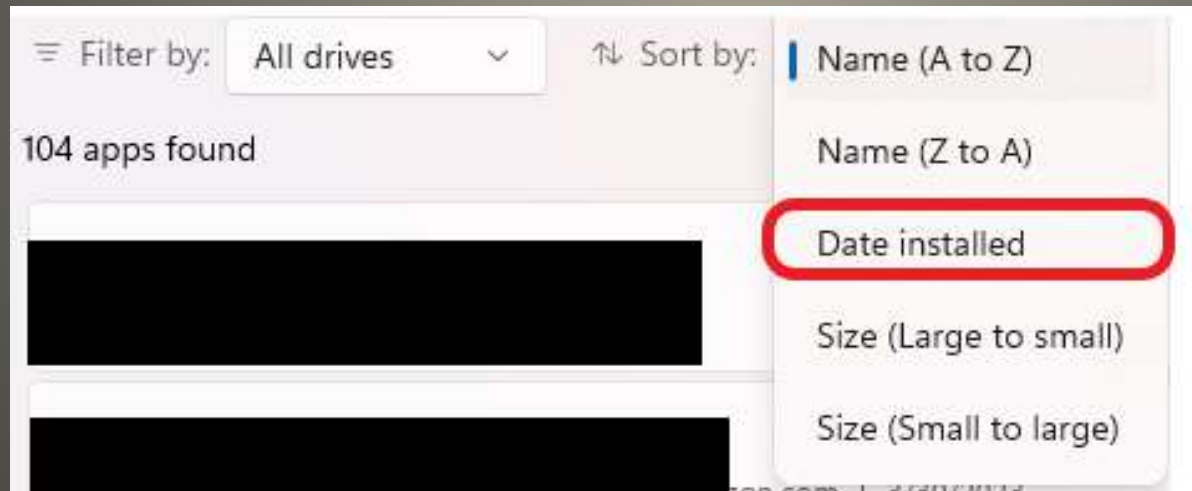 Filter by: All drives Sort by: Name (A to Z)
104 apps found
Name (Z to A)
Date installed
Size (Large to small)
Size (Small to large)